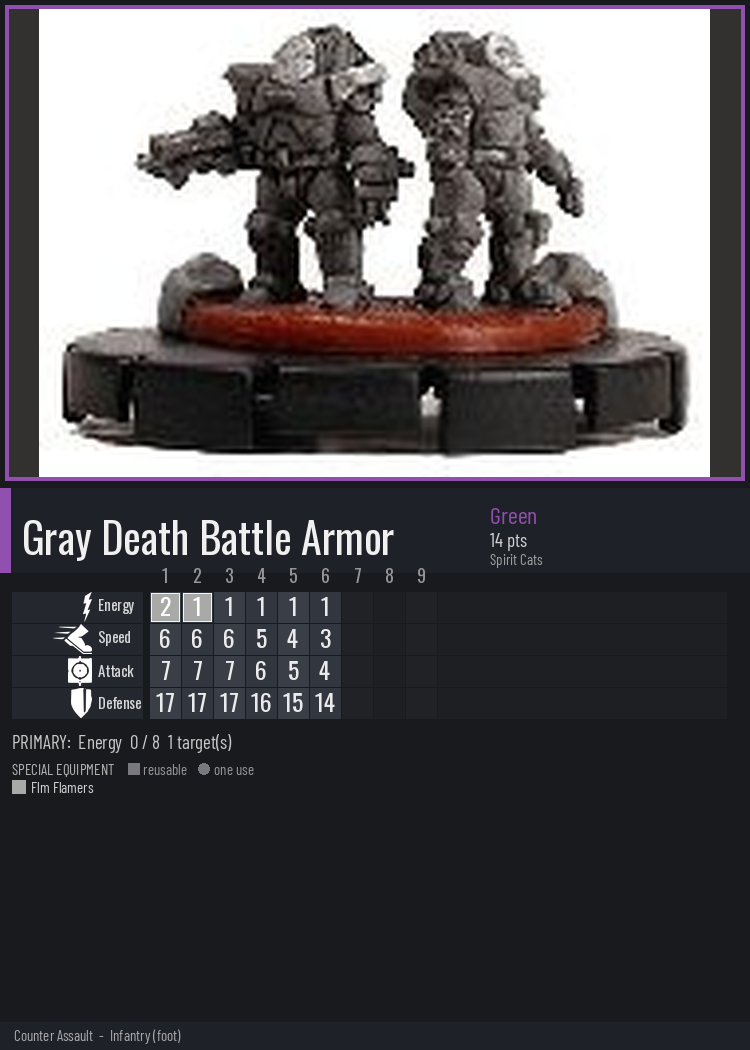 Gray Death Battle Armor
Green
14 pts
Spirit Cats
1 2 3 4 5 6 7 8 9
Energy 2 1 1 1 1 1
Speed 6 6 6 5 4 3
Attack 7 7 7 6 5 4
Defense 17 17 17 16 15 14
PRIMARY: Energy 0 / 8 1 target(s)
SPECIAL EQUIPMENT reusable one use
Flm Flamers
Counter Assault - Infantry (foot)